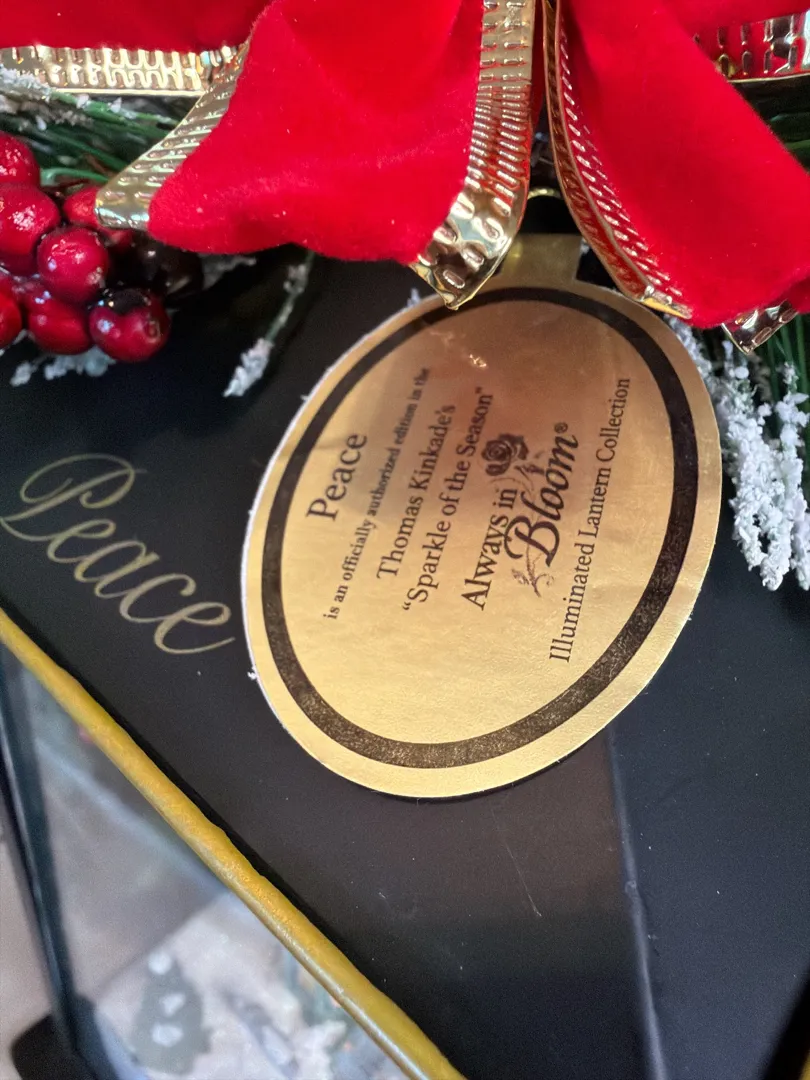 Peace
Peace
is an officially authorized edition in the
Thomas Kinkade's
"Sparkle of the Season"
Always in
Bloom®
Illuminated Lantern Collection